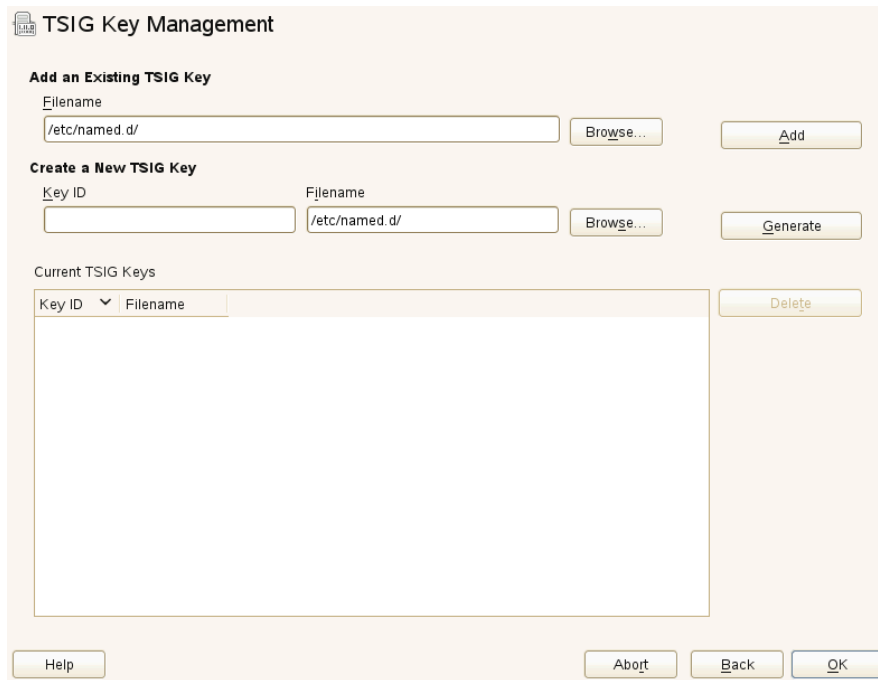 TSIG Key Management
Add an Existing TSIG Key
Filename
/etc/named.d/ Browse... Add
Create a New TSIG Key
Key ID Filename
/etc/named.d/ Browse... Generate
Current TSIG Keys
Key ID Filename Delete
Help Abort Back OK